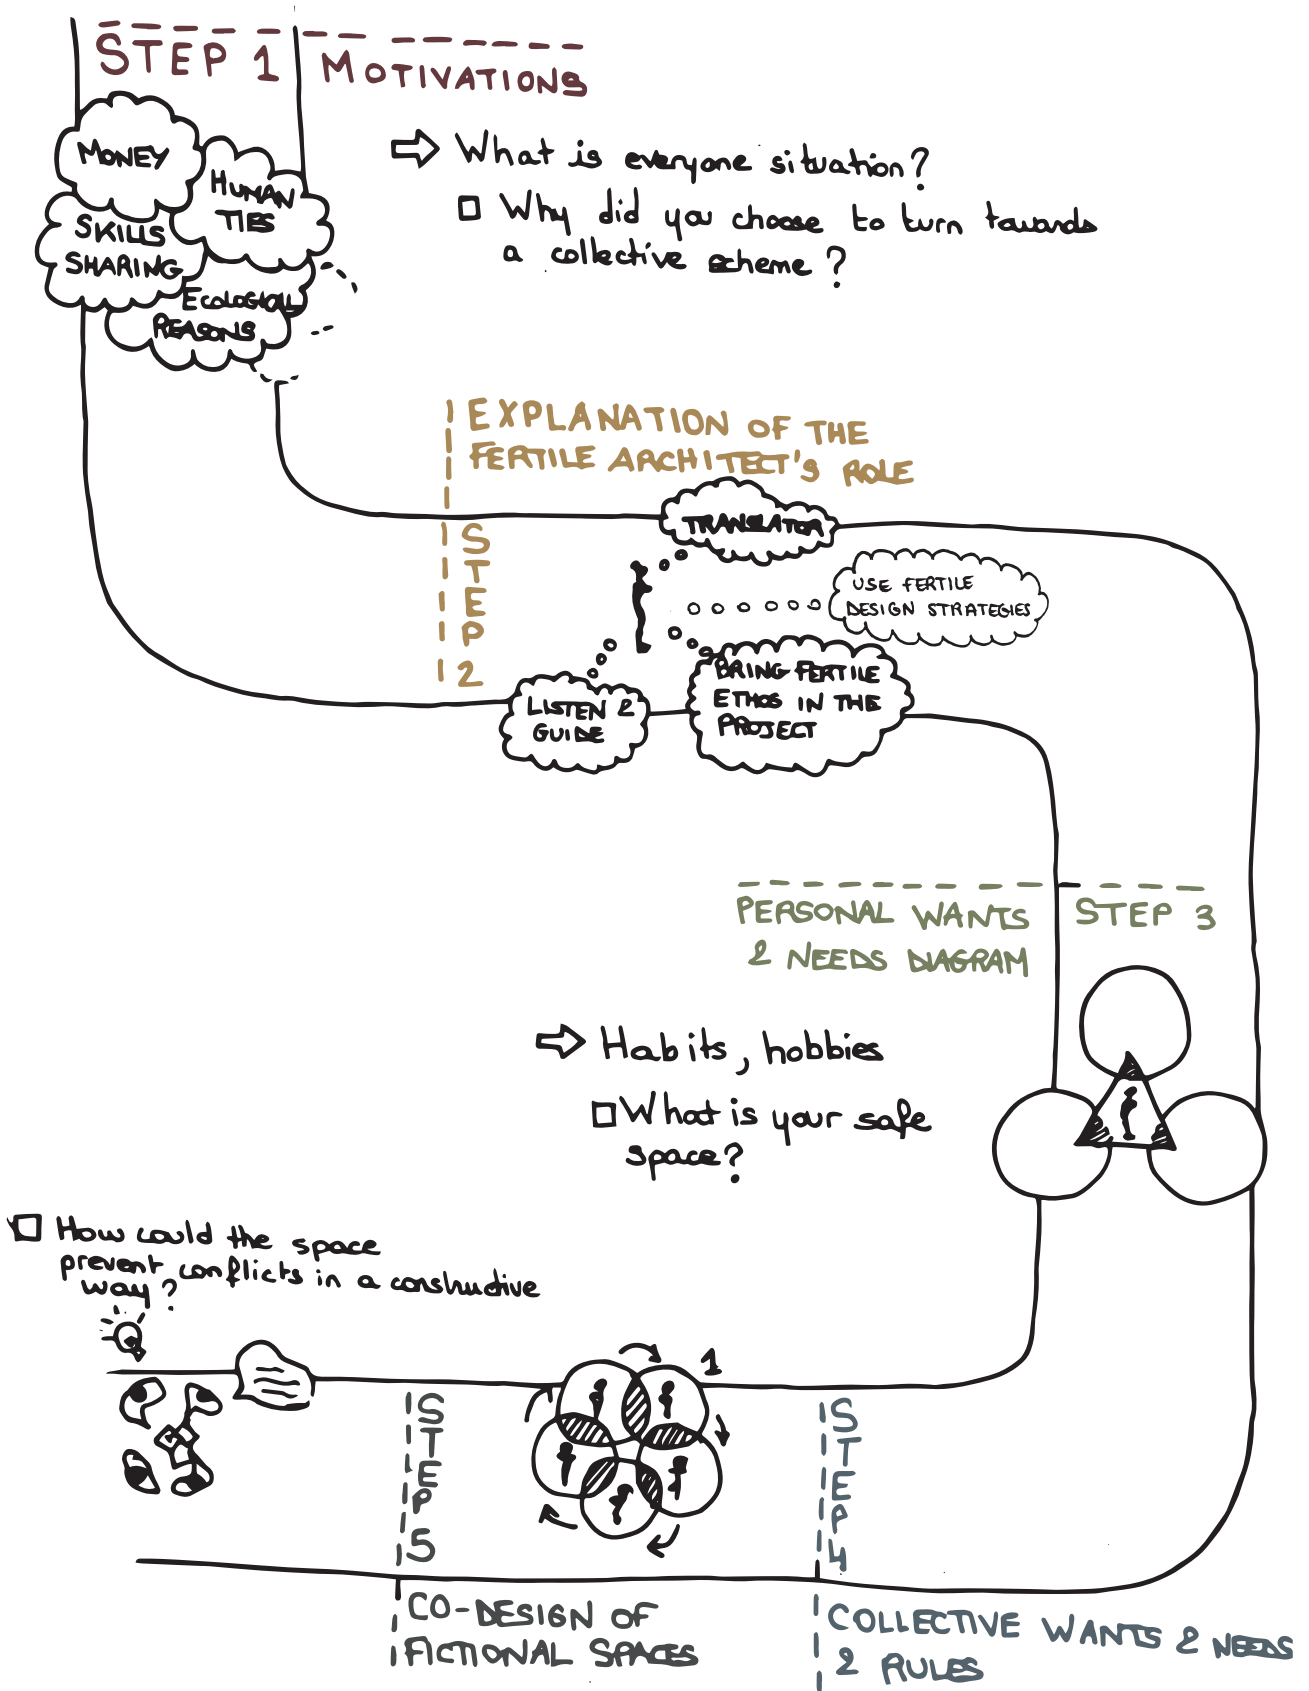 STEP 1
MOTIVATIONS
MONEY
HUMAN
TIES
SKILLS
SHARING
ECOLOGICAL
REASONS
What is everyone situation?
Why did you choose to turn towards
a collective scheme?
EXPLANATION OF THE
FERTILE ARCHITECT'S ROLE
STEP 2
TRANSLATOR
USE FERTILE
DESIGN STRATEGIES
BRING FERTILE
ETHOS IN THE
PROJECT
LISTEN &
GUIDE
PERSONAL WANTS
& NEEDS DIAGRAM
STEP 3
Habits, hobbies
What is your safe
space?
How could the space
prevent conflicts in a constructive
way?
1
STEP 4
COLLECTIVE WANTS & NEEDS
& RULES
STEP 5
CO-DESIGN OF
FICTIONAL SPACES